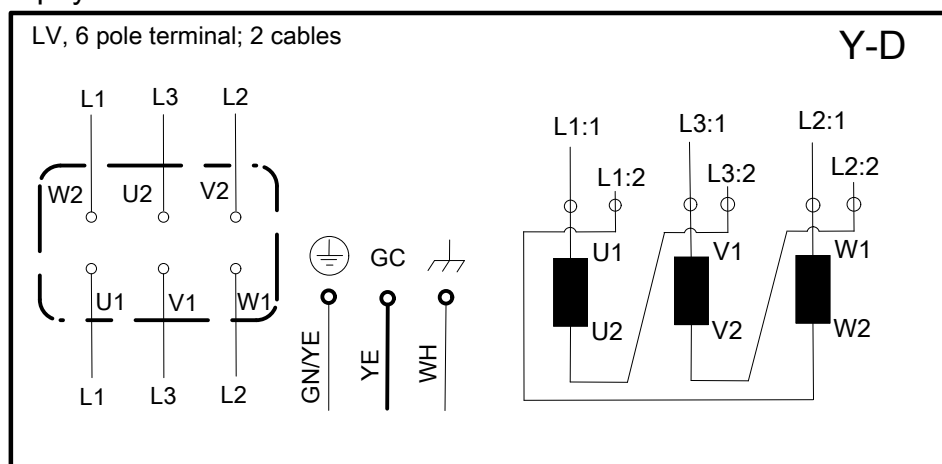 LV, 6 pole terminal; 2 cables
Y-D
L1 L3 L2
W2 U2 V2
U1 V1 W1
L1 L3 L2
GC
GN/YE YE WH
L1:1 L3:1 L2:1
L1:2 L3:2 L2:2
U1 V1 W1
U2 V2 W2